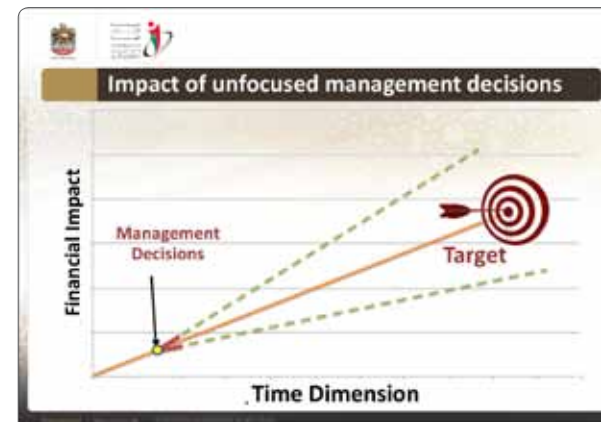 Impact of unfocused management decisions
Financial Impact
Management
Decisions
Target
.Time Dimension